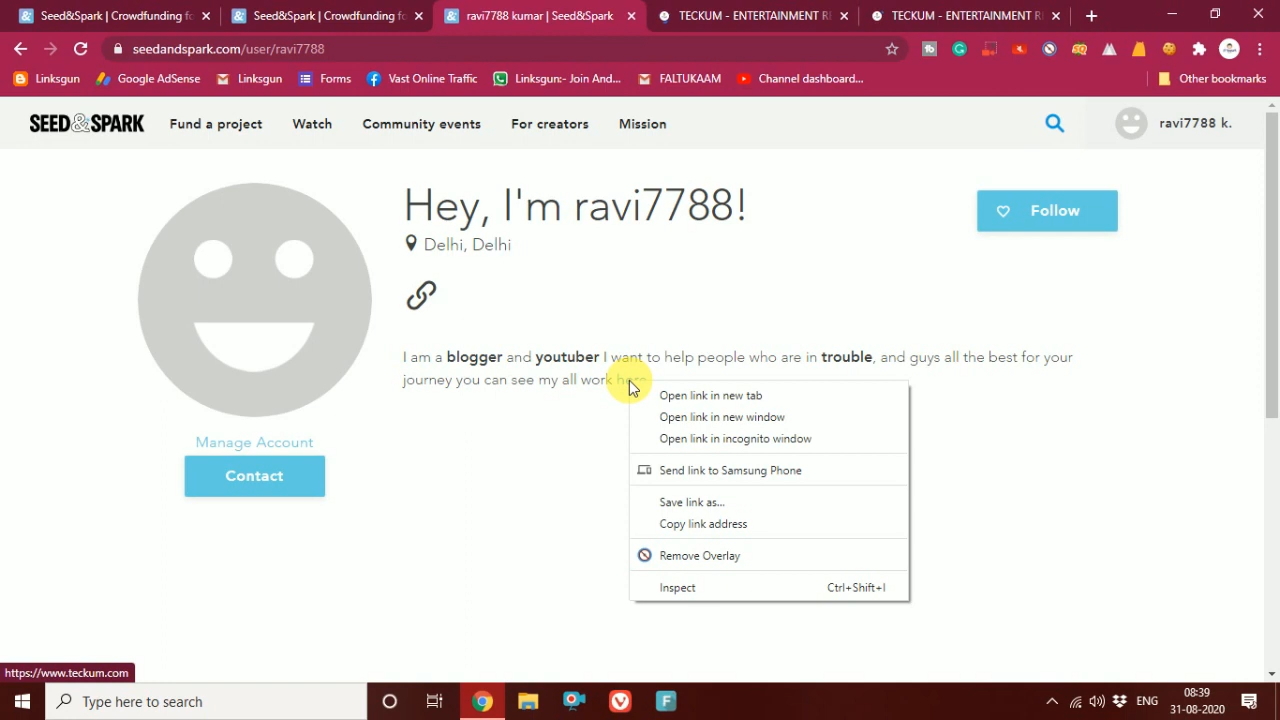 Seed&Spark | Crowdfunding fo
Seed&Spark | Crowdfunding fo
ravi7788 kumar | Seed&Spark
TECKUM - ENTERTAINMENT RE
TECKUM - ENTERTAINMENT RE
seedandspark.com/user/ravi7788
Linksgun
Google AdSense
Linksgun
Forms
Vast Online Traffic
Linksgun:- Join And...
FALTUKAAM
Channel dashboard...
Other bookmarks
SEED&SPARK
Fund a project
Watch
Community events
For creators
Mission
ravi7788 k.
Hey, I'm ravi7788!
Follow
Delhi, Delhi
I am a blogger and youtuber I want to help people who are in trouble, and guys all the best for your
journey you can see my all work here
Open link in new tab
Open link in new window
Open link in incognito window
Send link to Samsung Phone
Save link as...
Copy link address
Remove Overlay
Inspect Ctrl+Shift+I
Manage Account
Contact
https://www.teckum.com
Type here to search
ENG
08:39
31-08-2020